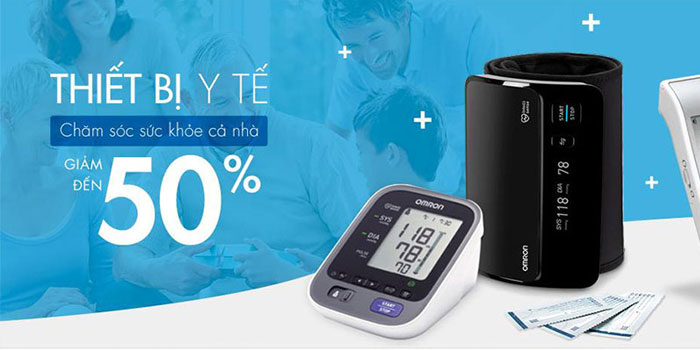 THIẾT BỊ Y TẾ
Chăm sóc sức khỏe cả nhà
GIẢM
ĐẾN
50%
OMRON
SYS
118
DIA
78
70
START
STOP
START
STOP
SYS 118 DIA 78
OMRON